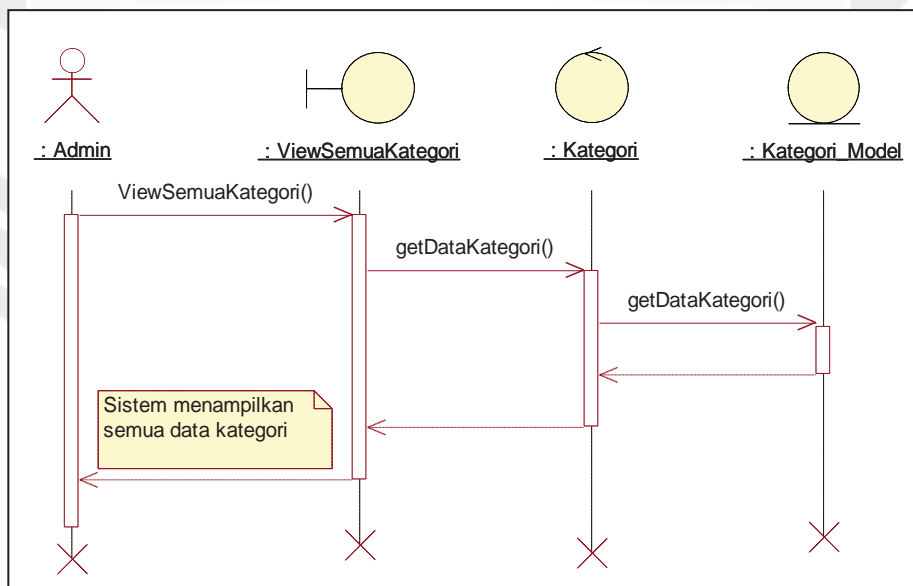 : Admin
: ViewSemuaKategori
: Kategori
: Kategori_Model
ViewSemuaKategori()
getDataKategori()
getDataKategori()
Sistem menampilkan
semua data kategori